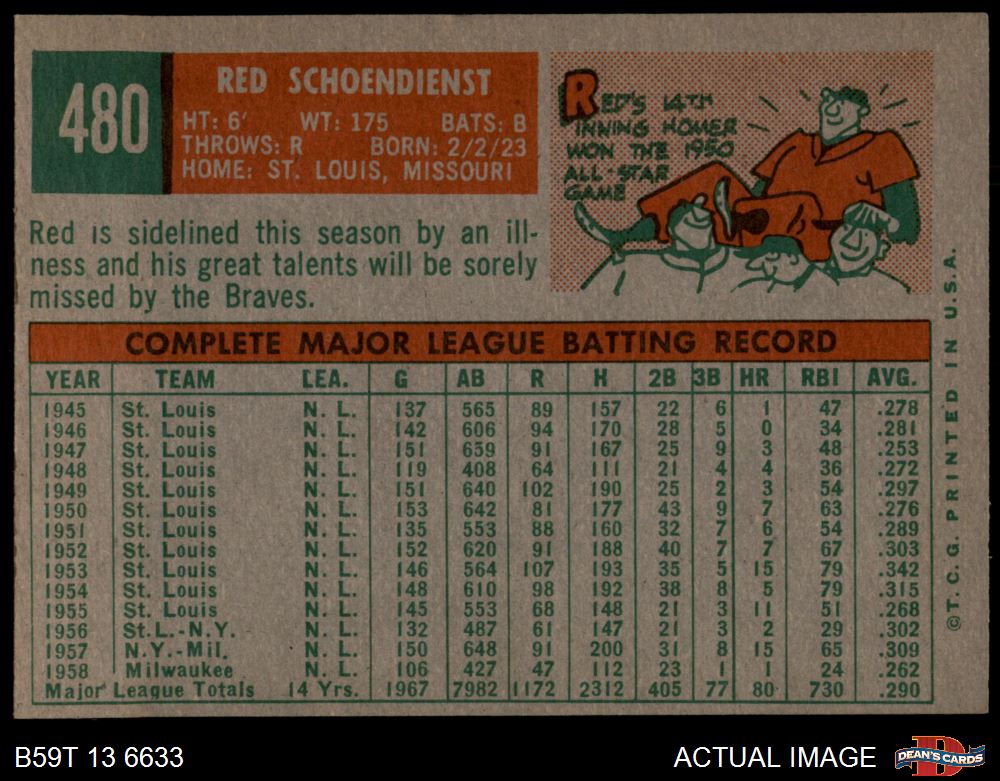 480
RED SCHOENDIENST
HT: 6' WT: 175 BATS: B
THROWS: R BORN: 2/2/23
HOME: ST. LOUIS, MISSOURI
RED'S 14TH
INNING HOMER
WON THE 1950
ALL-STAR
GAME
Red is sidelined this season by an ill-
ness and his great talents will be sorely
missed by the Braves.
COMPLETE MAJOR LEAGUE BATTING RECORD
YEAR TEAM LEA. G AB R H 2B 3B HR RBI AVG.
1945 St. Louis N. L. 137 565 89 157 22 6 1 47 .278
1946 St. Louis N. L. 142 606 94 170 28 5 0 34 .281
1947 St. Louis N. L. 151 659 91 167 25 9 3 48 .253
1948 St. Louis N. L. 119 408 64 111 21 4 4 36 .272
1949 St. Louis N. L. 151 640 102 190 25 2 3 54 .297
1950 St. Louis N. L. 153 642 81 177 43 9 7 63 .276
1951 St. Louis N. L. 135 553 88 160 32 7 6 54 .289
1952 St. Louis N. L. 152 620 91 188 40 7 7 67 .303
1953 St. Louis N. L. 146 564 107 193 35 5 15 79 .342
1954 St. Louis N. L. 148 610 98 192 38 8 5 79 .315
1955 St. Louis N. L. 145 553 68 148 21 3 11 51 .268
1956 St.L.-N.Y. N. L. 132 487 61 147 21 3 2 29 .302
1957 N.Y.-Mil. N. L. 150 648 91 200 31 8 15 65 .309
1958 Milwaukee N. L. 106 427 47 112 23 1 1 24 .262
Major League Totals 14 Yrs. 1967 7982 1172 2312 405 77 80 730 .290
©T.C.G. PRINTED IN U.S.A.
B59T 13 6633 ACTUAL IMAGE
D
DEAN'S CARDS